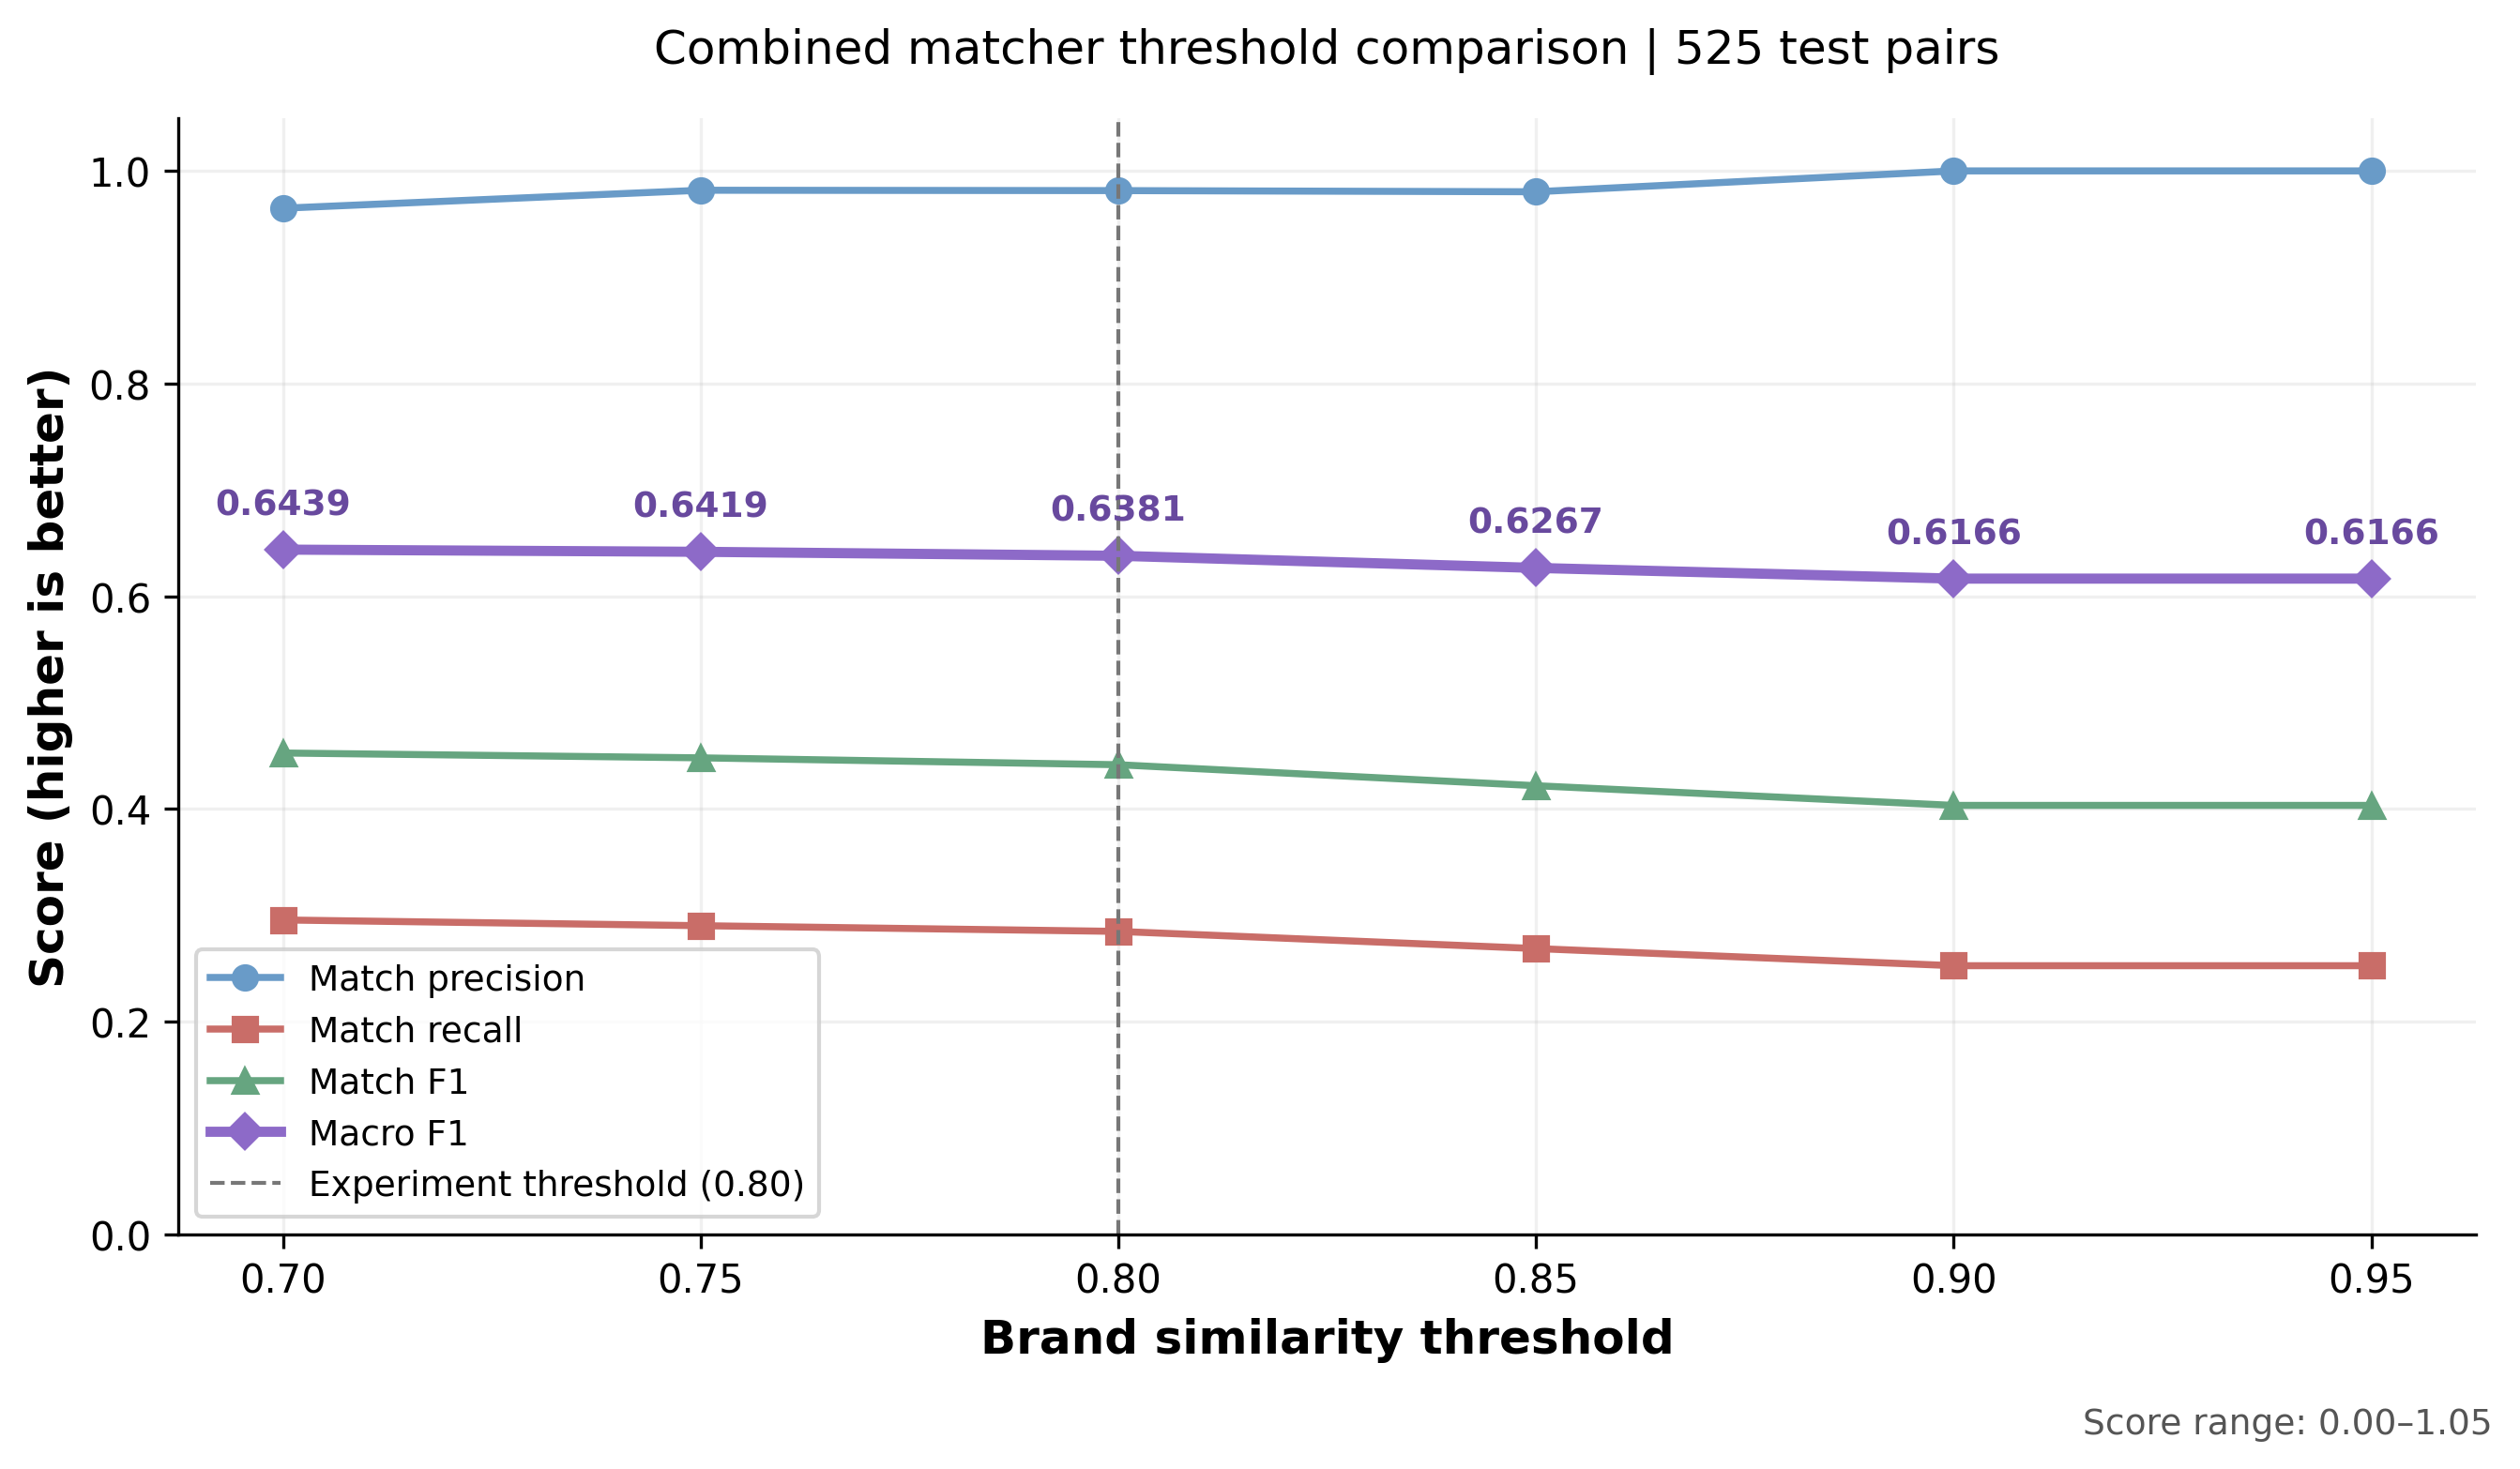 Combined matcher threshold comparison | 525 test pairs
Score (higher is better)
1.0
0.8
0.6
0.4
0.2
0.0
0.6439
0.6419
0.6381
0.6267
0.6166
0.6166
Match precision
Match recall
Match F1
Macro F1
Experiment threshold (0.80)
0.70
0.75
0.80
0.85
0.90
0.95
Brand similarity threshold
Score range: 0.00–1.05